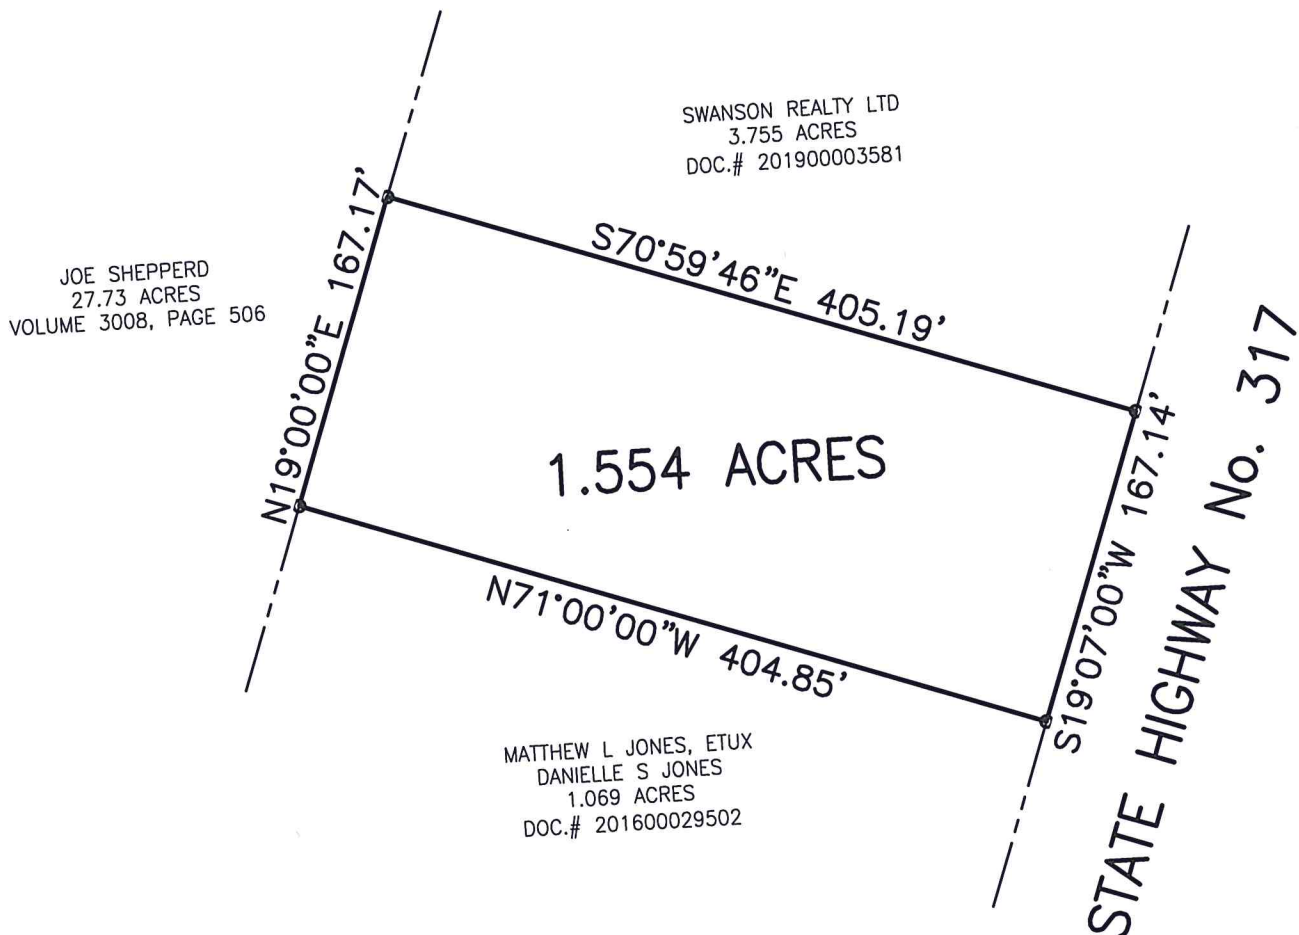 SWANSON REALTY LTD
3.755 ACRES
DOC.# 201900003581
JOE SHEPPERD
27.73 ACRES
VOLUME 3008, PAGE 506
N19°00'00"E 167.17'
S70°59'46"E 405.19'
1.554 ACRES
S19°07'00"W 167.14'
N71°00'00"W 404.85'
STATE HIGHWAY No. 317
MATTHEW L JONES, ETUX
DANIELLE S JONES
1.069 ACRES
DOC.# 201600029502